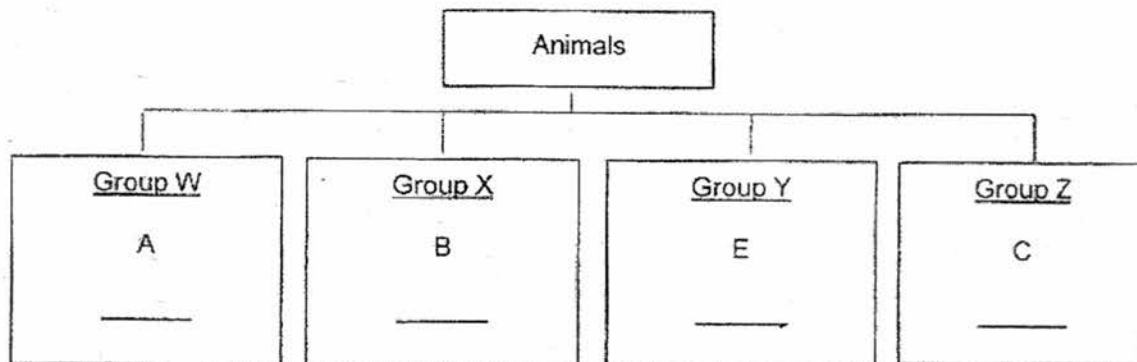 Animals
Group W
Group X
Group Y
Group Z
A
B
E
C